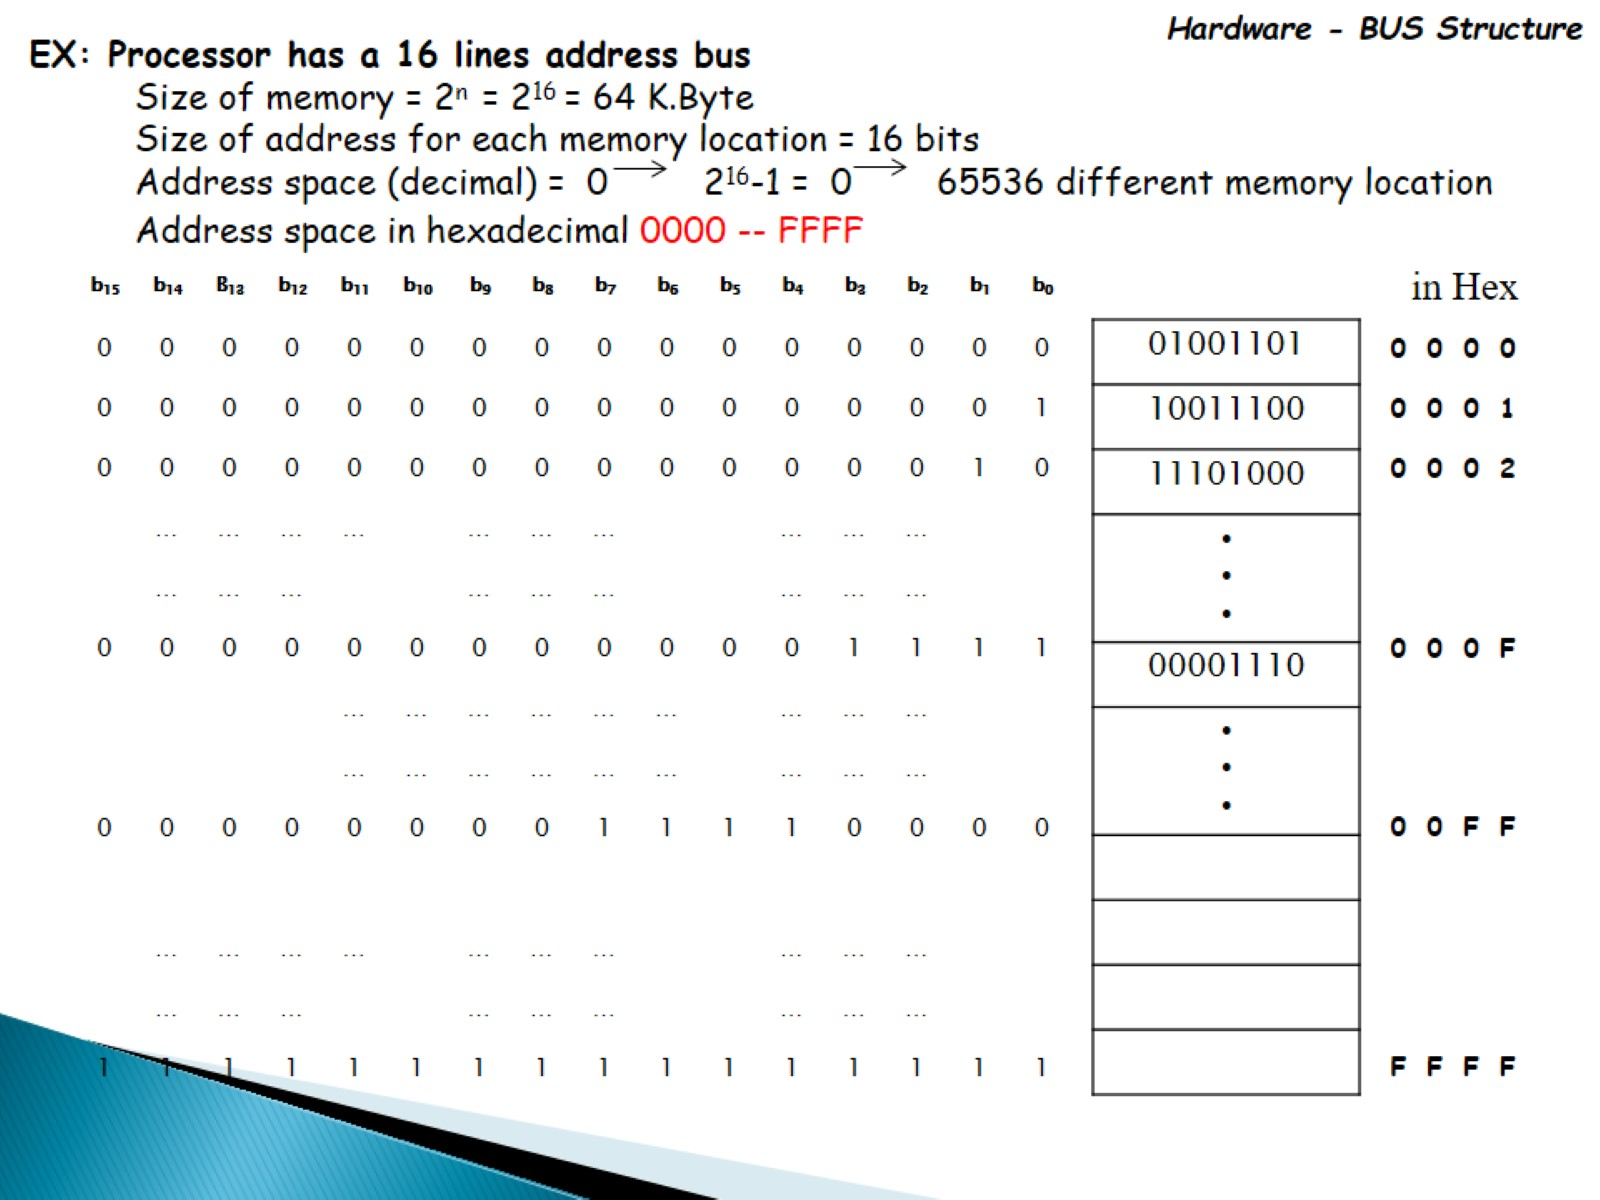 Hardware - BUS Structure
EX: Processor has a 16 lines address bus
Size of memory = 2ⁿ = 2¹⁶ = 64 K.Byte
Size of address for each memory location = 16 bits
Address space (decimal) = 0 → 2¹⁶-1 = 0 → 65536 different memory location
Address space in hexadecimal 0000 -- FFFF
b₁₅ b₁₄ B₁₃ b₁₂ b₁₁ b₁₀ b₉ b₈ b₇ b₆ b₅ b₄ b₃ b₂ b₁ b₀ in Hex
0 0 0 0 0 0 0 0 0 0 0 0 0 0 0 0 01001101 0 0 0 0
0 0 0 0 0 0 0 0 0 0 0 0 0 0 0 1 10011100 0 0 0 1
0 0 0 0 0 0 0 0 0 0 0 0 0 0 1 0 11101000 0 0 0 2
... ... ... ... ... ... ... ... ... ... •
... ... ... ... ... ... ... ... ... •
0 0 0 0 0 0 0 0 0 0 0 0 1 1 1 1 00001110 0 0 0 F
... ... ... ... ... ... ... ... ... •
... ... ... ... ... ... ... ... ... •
0 0 0 0 0 0 0 0 1 1 1 1 0 0 0 0 0 0 F F
... ... ... ... ... ... ... ... ... ...
... ... ... ... ... ... ... ... ...
1 1 1 1 1 1 1 1 1 1 1 1 1 1 1 1 F F F F